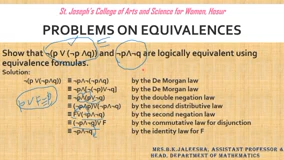 St. Joseph's College of Arts and Science for Women, Hosur
PROBLEMS ON EQUIVALENCES
Show that ¬(p V (¬p ∧q)) and ¬p∧¬q are logically equivalent using
equivalence formulas.
Solution:
¬(p V(¬p∧q) ≡ ¬p∧¬(¬p∧q) by the De Morgan law
≡ ¬p∧(¬(¬p)V¬q) by the De Morgan law
≡ ¬p∧(pV¬q) by the double negation law
≡ (¬p∧p)V(¬p∧¬q) by the second distributive law
≡ FV(¬p∧¬q) by the negation law
≡ (¬p∧¬q)V F by the commutative law for disjunction
≡ ¬p∧¬q by the identity law for F
p V F ≡ p
MRS.B.K.JALEESHA, ASSISTANT PROFESSOR &
HEAD, DEPARTMENT OF MATHEMATICS